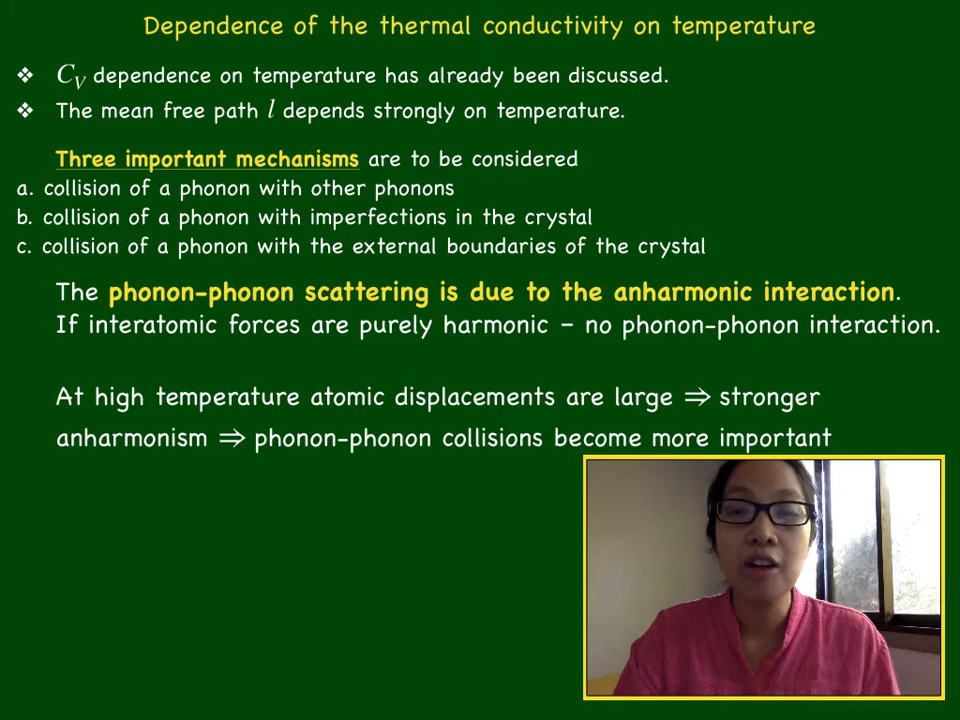 Dependence of the thermal conductivity on temperature
❖ C_V dependence on temperature has already been discussed.
❖ The mean free path l depends strongly on temperature.
Three important mechanisms are to be considered
a. collision of a phonon with other phonons
b. collision of a phonon with imperfections in the crystal
c. collision of a phonon with the external boundaries of the crystal
The phonon-phonon scattering is due to the anharmonic interaction.
If interatomic forces are purely harmonic – no phonon-phonon interaction.
At high temperature atomic displacements are large ⇒ stronger
anharmonism ⇒ phonon-phonon collisions become more important